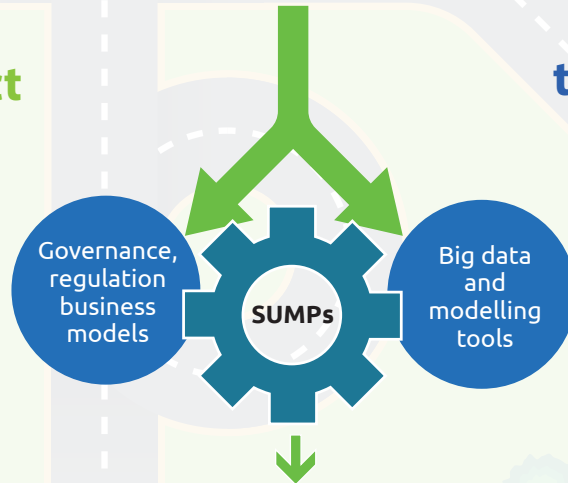 Governance,
regulation
business
models
SUMPs
Big data
and
modelling
tools